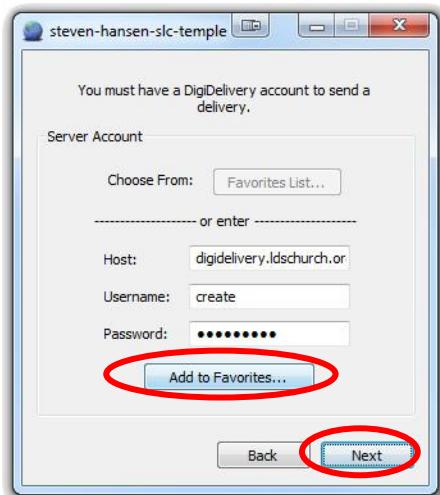 steven-hansen-slc-temple
You must have a DigiDelivery account to send a
delivery.
Server Account
Choose From: Favorites List...
-------------------- or enter --------------------
Host: digidelivery.ldschurch.or
Username: create
Password: ●●●●●●●●●
Add to Favorites...
Back Next